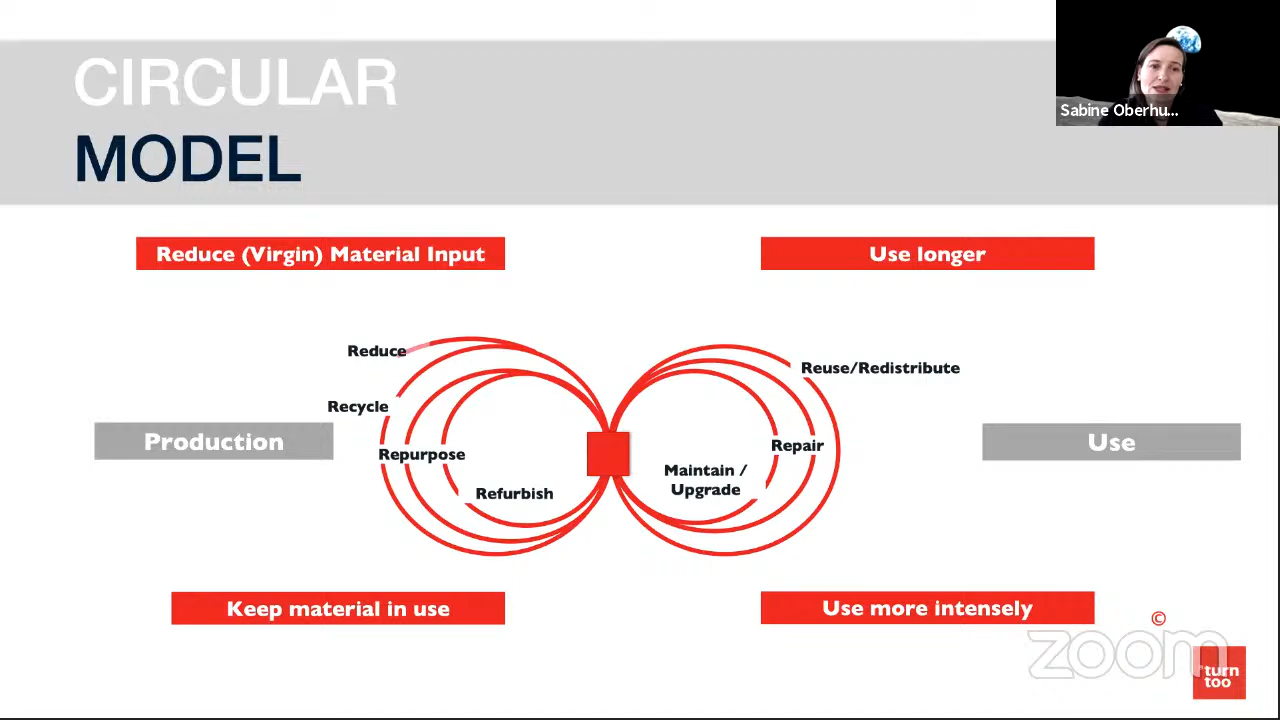 CIRCULAR
MODEL
Sabine Oberhu...
Reduce (Virgin) Material Input
Use longer
Reduce
Reuse/Redistribute
Recycle
Production
Use
Repurpose
Repair
Maintain /
Upgrade
Refurbish
Keep material in use
Use more intensely
©
zoom
turn
too